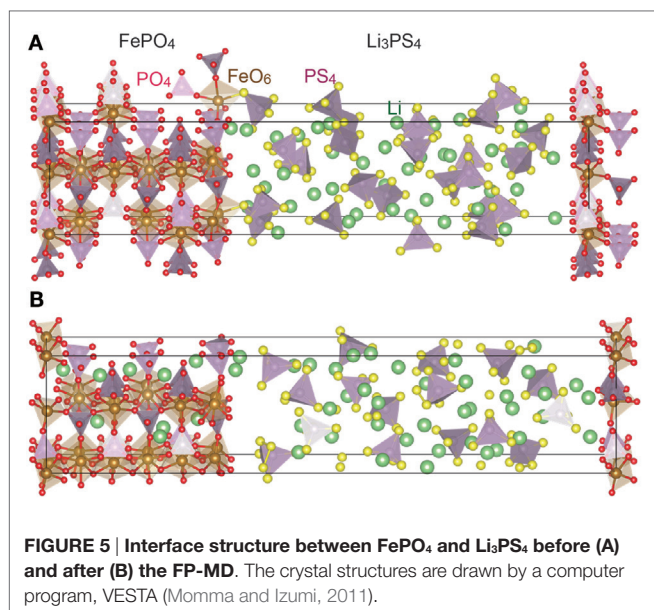 A
FePO₄ Li₃PS₄
PO₄ FeO₆ PS₄
Li
B
FIGURE 5 | Interface structure between FePO₄ and Li₃PS₄ before (A)
and after (B) the FP-MD. The crystal structures are drawn by a computer
program, VESTA (Momma and Izumi, 2011).